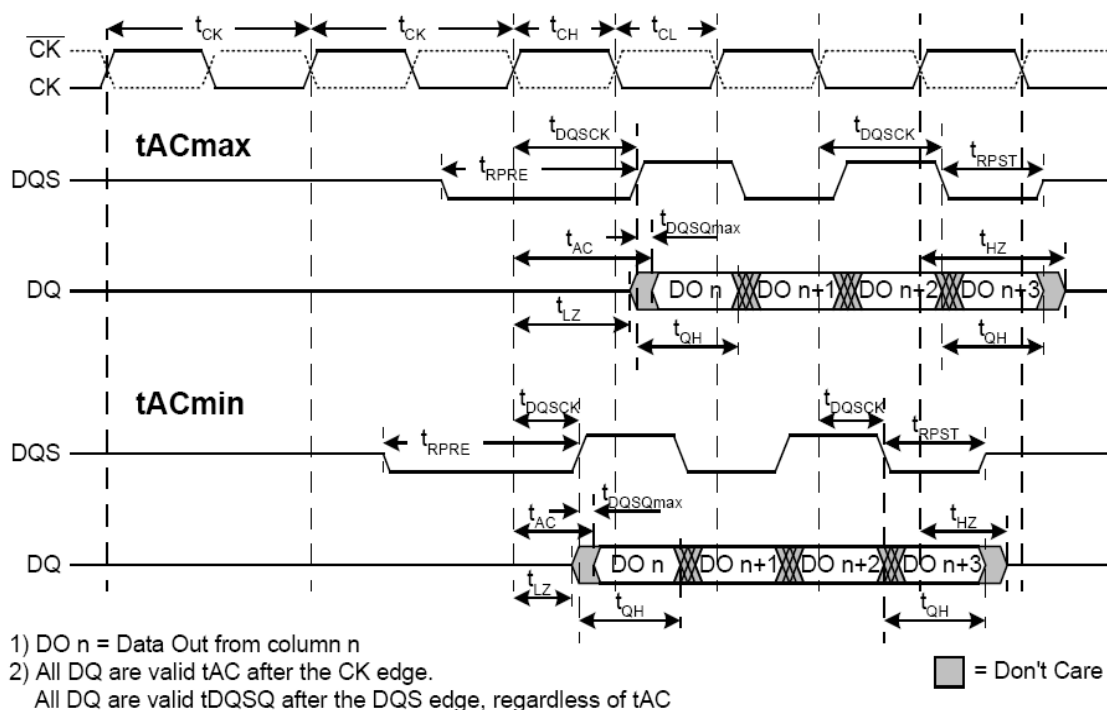 tCK tCK tCH tCL
CK
CK
tACmax
tDQSCK tDQSCK
tRPRE tRPST
DQS
tDQSQmax
tAC tHZ
DQ DO n DO n+1 DO n+2 DO n+3
tLZ
tQH tQH
tACmin
tDQSCK tDQSCK
tRPRE tRPST
DQS
tDQSQmax
tAC tHZ
DQ DO n DO n+1 DO n+2 DO n+3
tLZ
tQH tQH
1) DO n = Data Out from column n
2) All DQ are valid tAC after the CK edge.
All DQ are valid tDQSQ after the DQS edge, regardless of tAC
= Don't Care